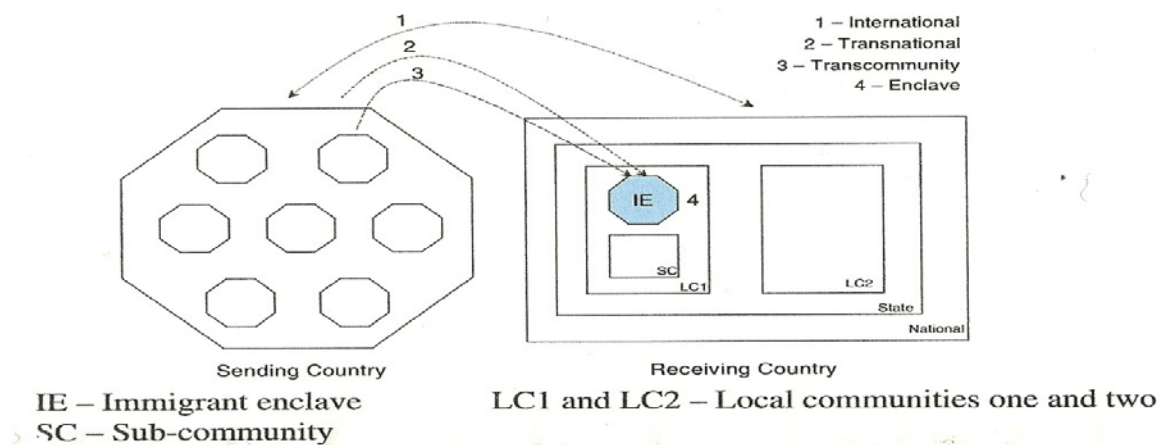 1
1 – International
2
2 – Transnational
3
3 – Transcommunity
4 – Enclave
IE 4
SC
LC1
LC2
State
National
Sending Country
Receiving Country
IE – Immigrant enclave
LC1 and LC2 – Local communities one and two
SC – Sub-community